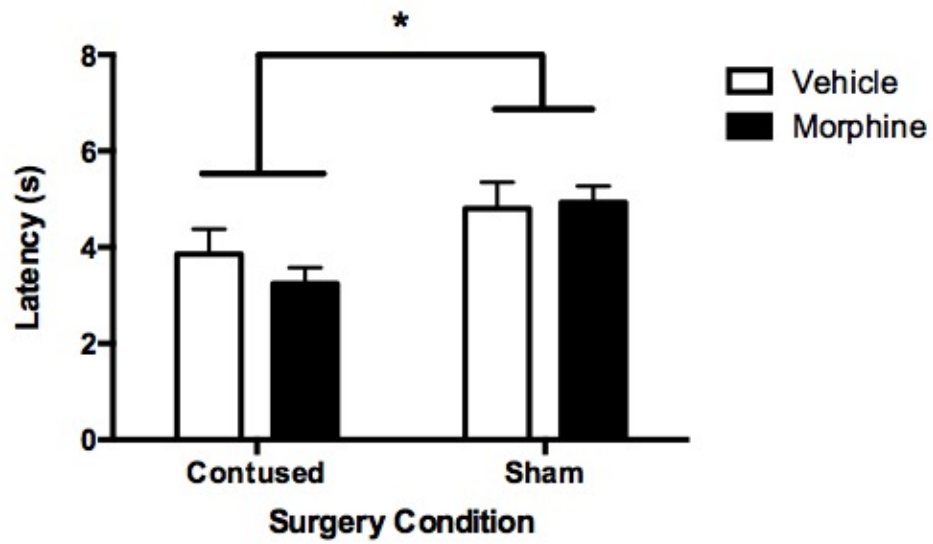 *
8
6
4
2
0
Latency (s)
Contused
Sham
Surgery Condition
Vehicle
Morphine